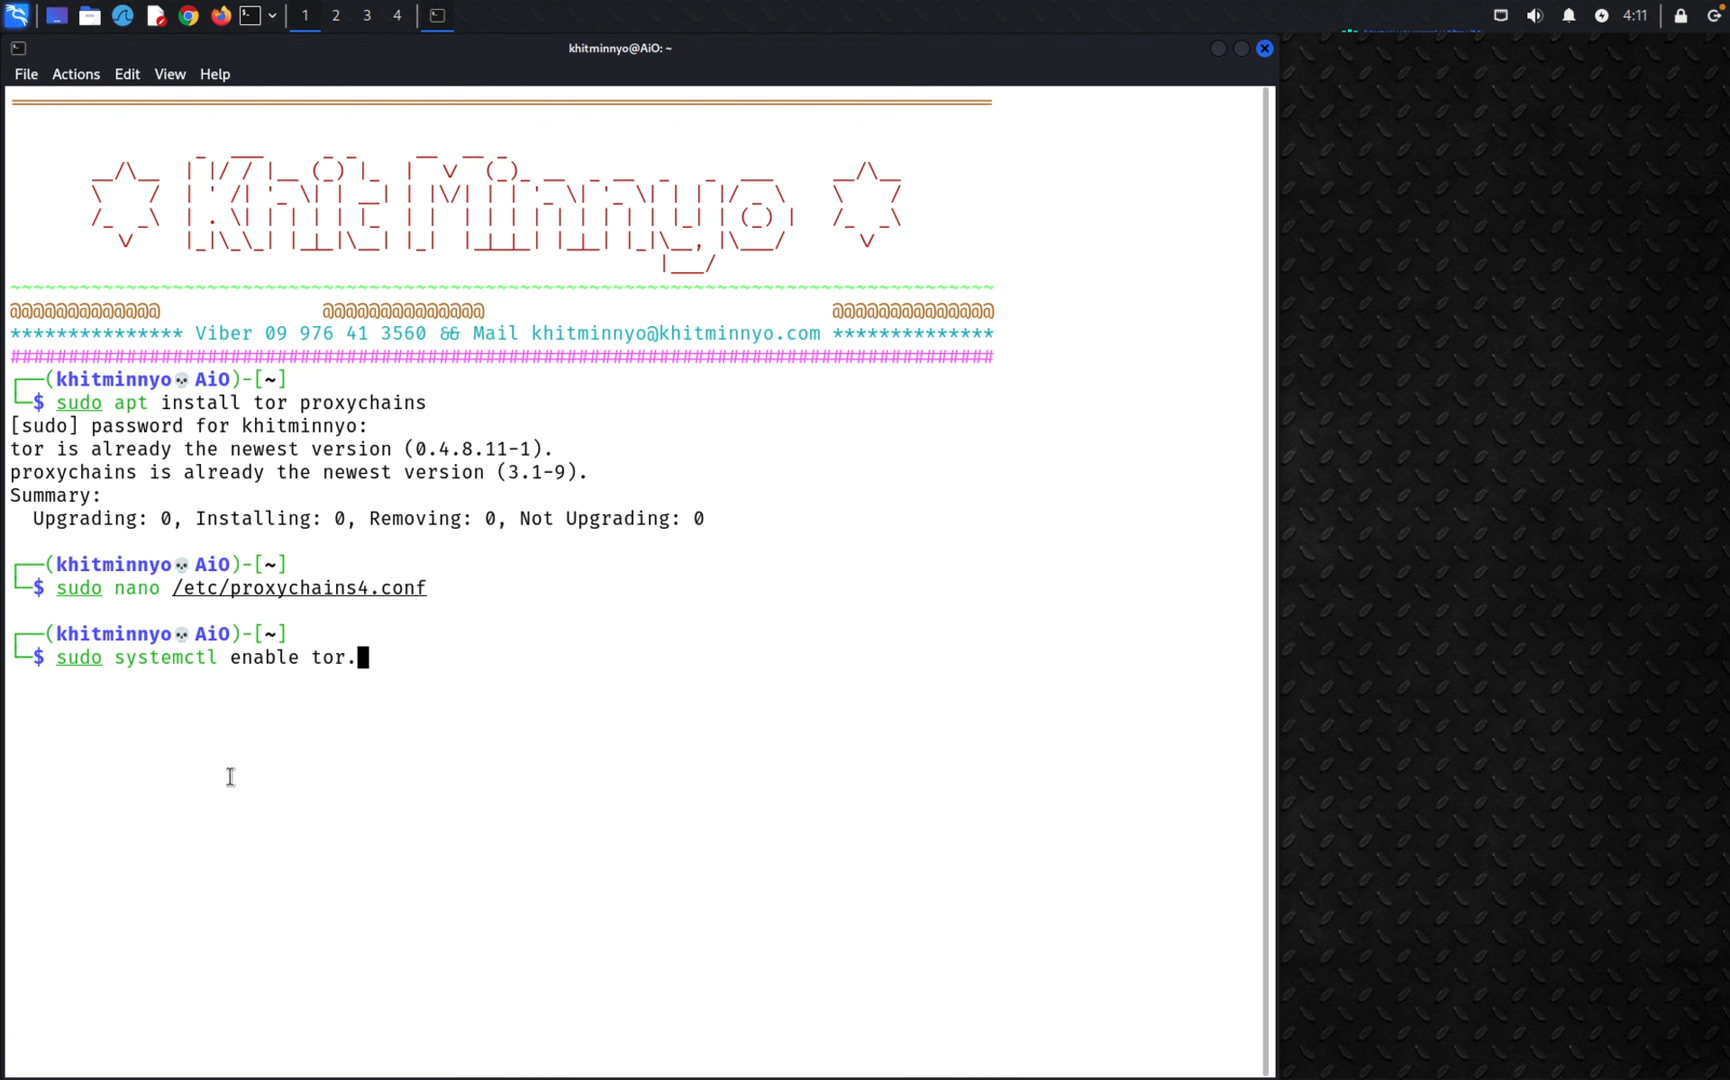 1 2 3 4
4:11
khitminnyo@AiO: ~
File Actions Edit View Help
Khit Minnyo
~~~~~~~~~~~~~~~~~~~~~~~~~~~~~~~~~~~~~~~~~~~~~~~~~~~~~~~~~~~~~~~~~~~~~~~~~~~~~~~~~~~~~
@@@@@@@@@@@@@ @@@@@@@@@@@@@@ @@@@@@@@@@@@@@
*************** Viber 09 976 41 3560 && Mail khitminnyo@khitminnyo.com **************
#####################################################################################
┌──(khitminnyo💀AiO)-[~]
└─$ sudo apt install tor proxychains
[sudo] password for khitminnyo:
tor is already the newest version (0.4.8.11-1).
proxychains is already the newest version (3.1-9).
Summary:
  Upgrading: 0, Installing: 0, Removing: 0, Not Upgrading: 0
┌──(khitminnyo💀AiO)-[~]
└─$ sudo nano /etc/proxychains4.conf
┌──(khitminnyo💀AiO)-[~]
└─$ sudo systemctl enable tor.